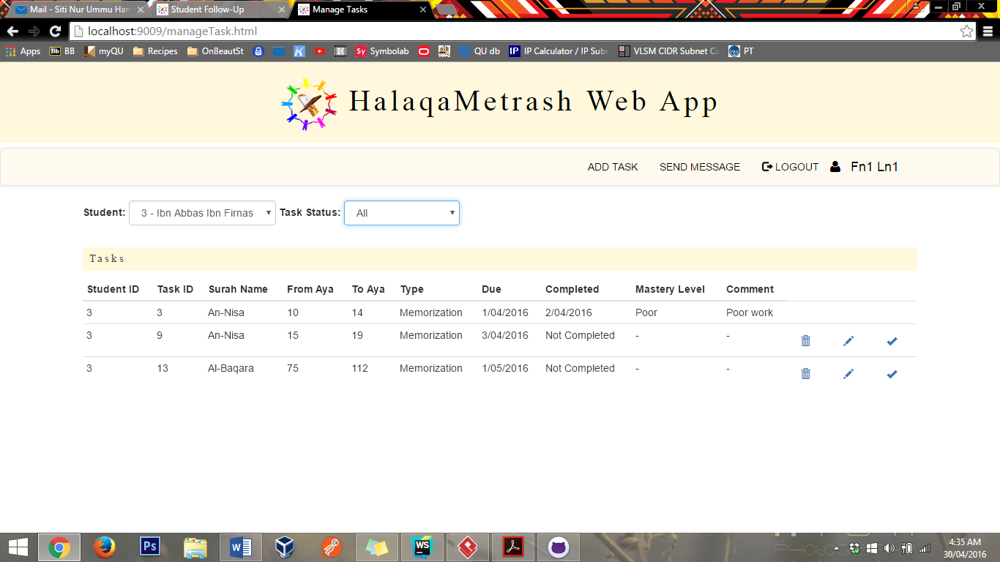 Mail - Siti Nur Ummu Ham
Student Follow-Up
Manage Tasks
localhost:9009/manageTask.html
Apps Bb BB myQU Recipes OnBeautSt Sy Symbolab QU db IP IP Calculator / IP Subn VLSM CIDR Subnet Ca PT
HalaqaMetrash Web App
ADD TASK SEND MESSAGE LOGOUT Fn1 Ln1
Student: 3 - Ibn Abbas Ibn Firnas Task Status: All
Tasks
Student ID Task ID Surah Name From Aya To Aya Type Due Completed Mastery Level Comment
3 3 An-Nisa 10 14 Memorization 1/04/2016 2/04/2016 Poor Poor work
3 9 An-Nisa 15 19 Memorization 3/04/2016 Not Completed - -
3 13 Al-Baqara 75 112 Memorization 1/05/2016 Not Completed - -
Ps WS
4:35 AM
30/04/2016